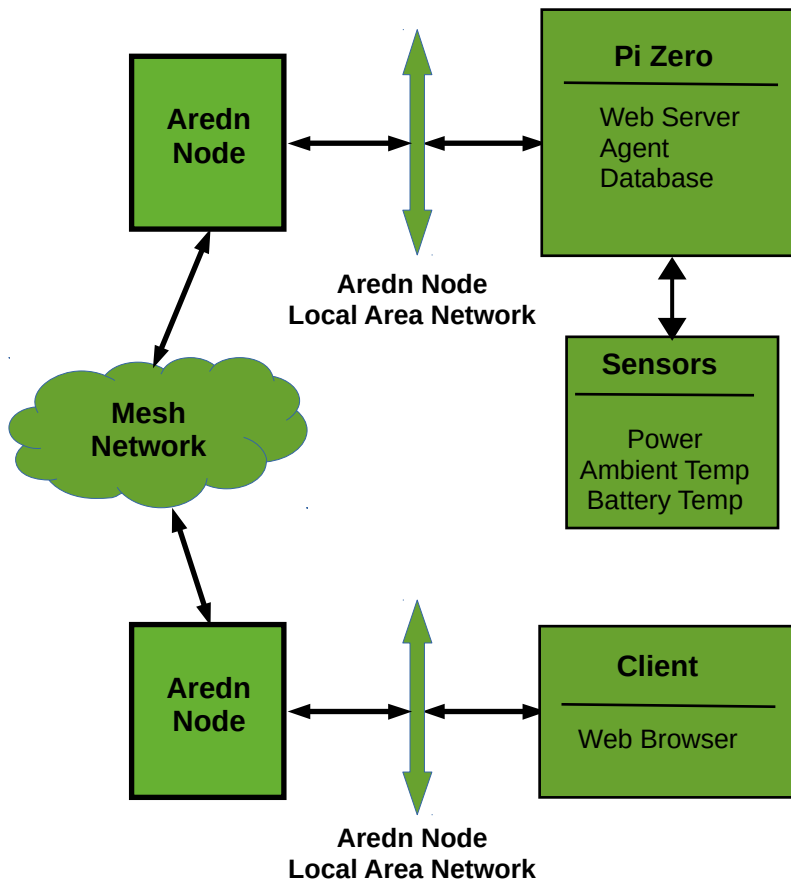 Aredn
Node
Pi Zero
Web Server
Agent
Database
Aredn Node
Local Area Network
Sensors
Power
Ambient Temp
Battery Temp
Mesh
Network
Aredn
Node
Client
Web Browser
Aredn Node
Local Area Network